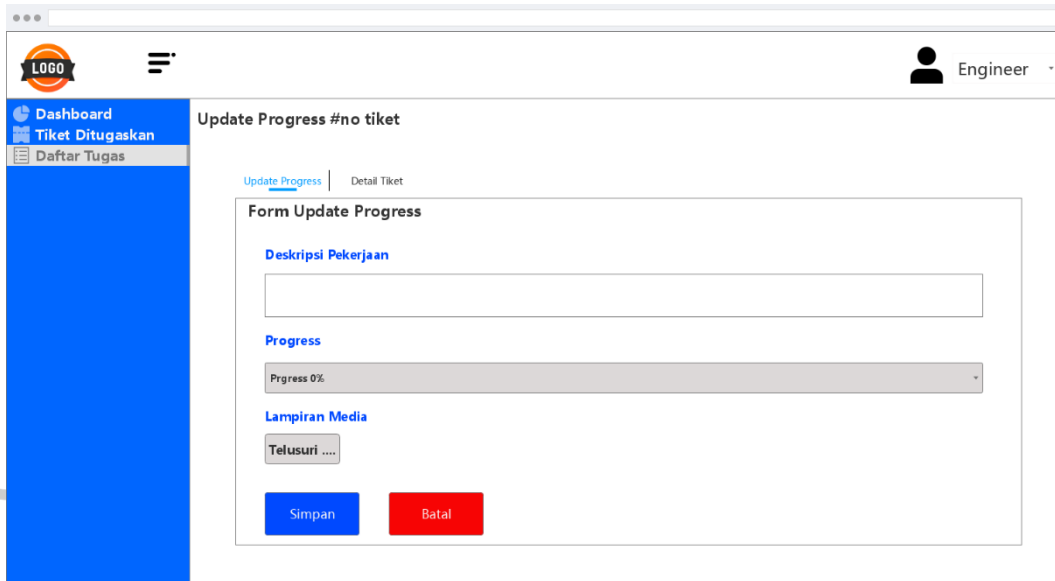 LOGO
Engineer
Dashboard
Tiket Ditugaskan
Daftar Tugas
Update Progress #no tiket
Update Progress
Detail Tiket
Form Update Progress
Deskripsi Pekerjaan
Progress
Prgress 0%
Lampiran Media
Telusuri ....
Simpan
Batal